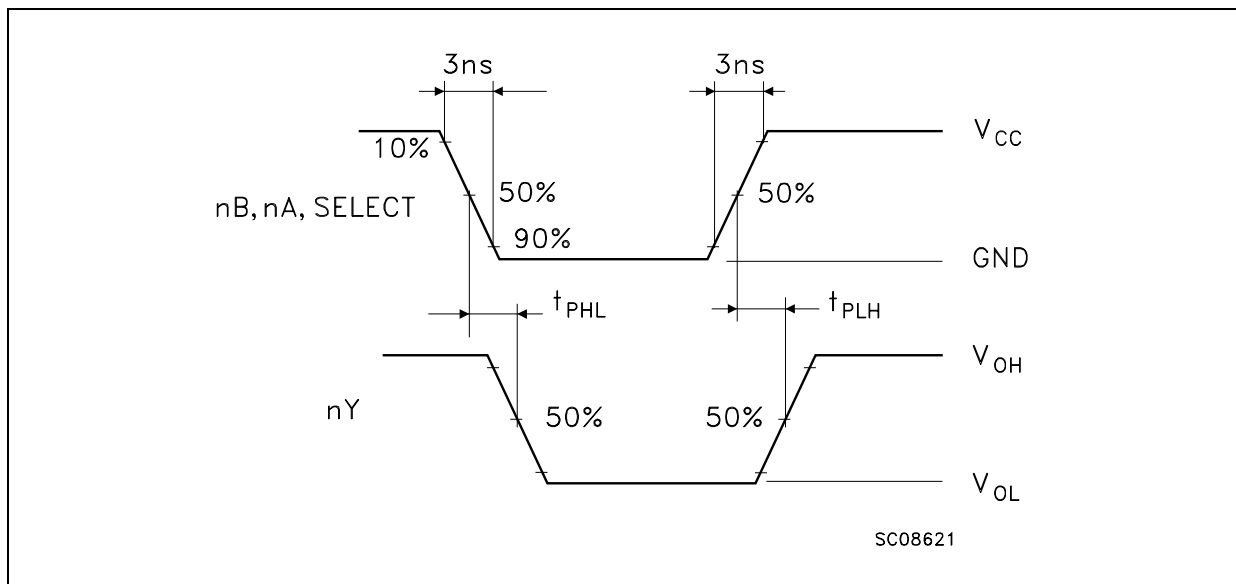 3ns 3ns
10% V_CC
nB, nA, SELECT 50% 50%
90%
GND
t_PHL t_PLH
V_OH
nY 50% 50%
V_OL
SC08621